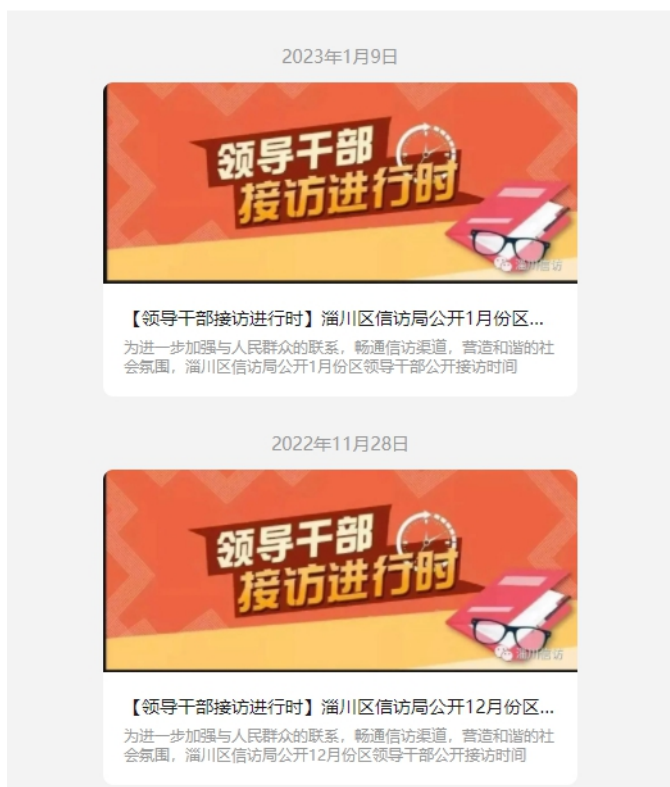 2023年1月9日
领导干部
接访进行时
淄川信访
【领导干部接访进行时】淄川区信访局公开1月份区...
为进一步加强与人民群众的联系，畅通信访渠道，营造和谐的社
会氛围，淄川区信访局公开1月份区领导干部公开接访时间
2022年11月28日
领导干部
接访进行时
淄川信访
【领导干部接访进行时】淄川区信访局公开12月份区...
为进一步加强与人民群众的联系，畅通信访渠道，营造和谐的社
会氛围，淄川区信访局公开12月份区领导干部公开接访时间